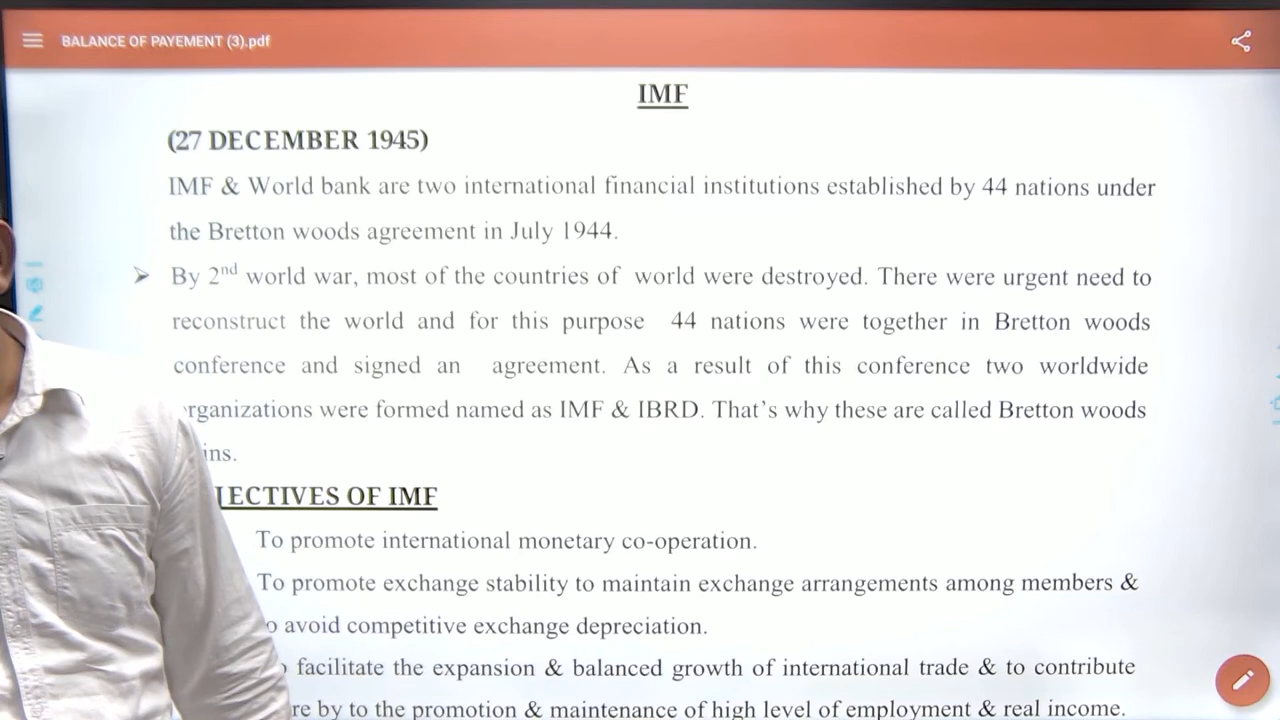 BALANCE OF PAYEMENT (3).pdf
IMF
(27 DECEMBER 1945)
IMF & World bank are two international financial institutions established by 44 nations under
the Bretton woods agreement in July 1944.
➢ By 2nd world war, most of the countries of world were destroyed. There were urgent need to
reconstruct the world and for this purpose 44 nations were together in Bretton woods
conference and signed an agreement. As a result of this conference two worldwide
rganizations were formed named as IMF & IBRD. That's why these are called Bretton woods
ins.
JECTIVES OF IMF
To promote international monetary co-operation.
To promote exchange stability to maintain exchange arrangements among members &
o avoid competitive exchange depreciation.
facilitate the expansion & balanced growth of international trade & to contribute
re by to the promotion & maintenance of high level of employment & real income.